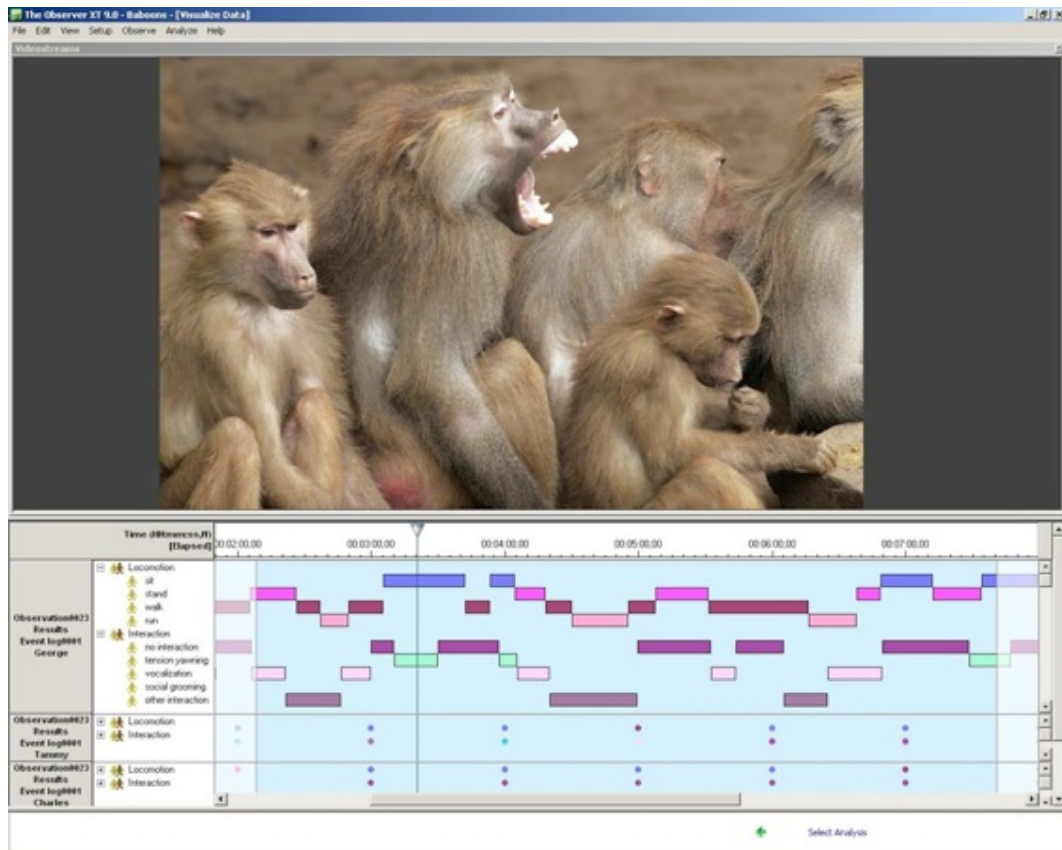 The Observer XT 9.0 - Baboons - [Visualize Data]
File Edit View Setup Observe Analyze Help
Videostreams
Time (HH:mm:ss,ff)
[Elapsed]
00:02:00,00 00:03:00,00 00:04:00,00 00:05:00,00 00:06:00,00 00:07:00,00
Observation0023
Results
Event log0001
George
Locomotion
sit
stand
walk
run
Interaction
no interaction
tension yawning
vocalization
social grooming
other interaction
Observation0023
Results
Event log0001
Tammy
Locomotion
Interaction
Observation0023
Results
Event log0001
Charles
Locomotion
Interaction
Select Analysis